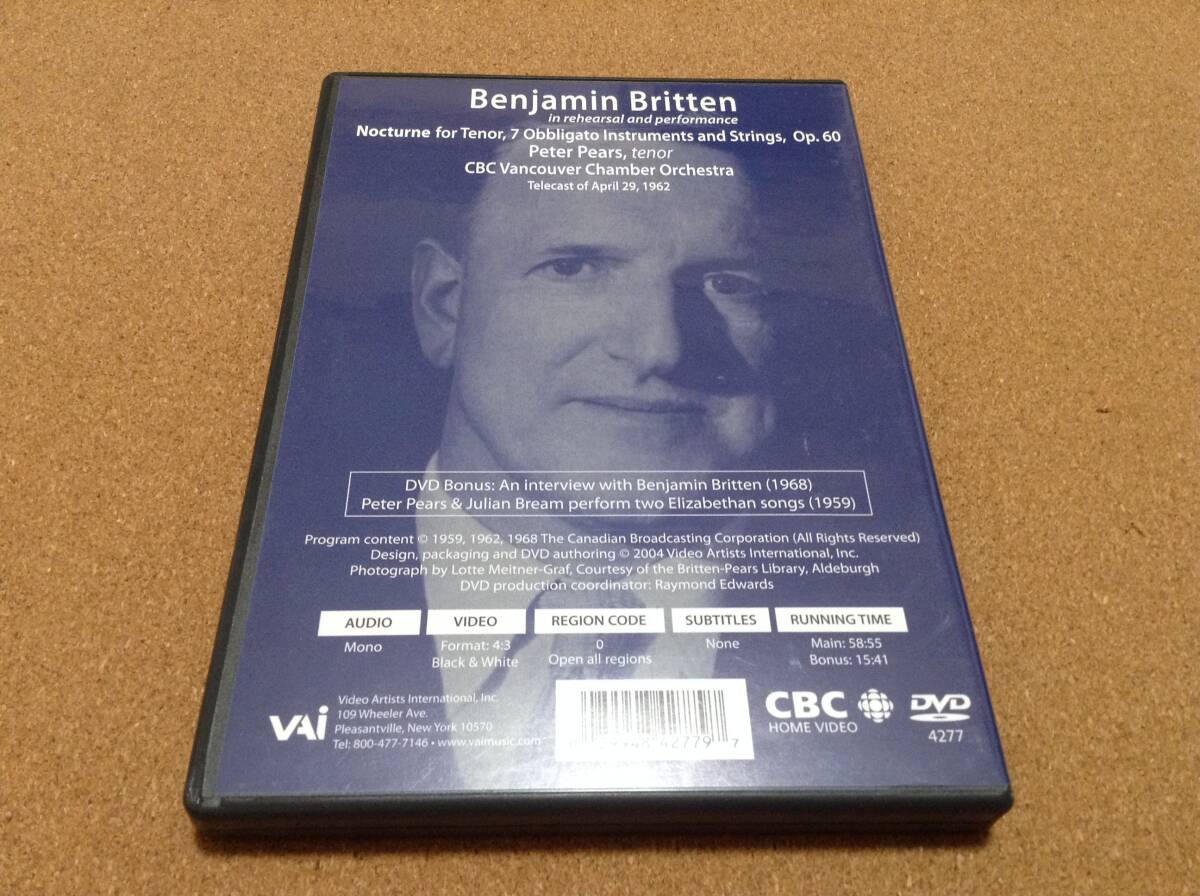 Benjamin Britten
in rehearsal and performance
Nocturne for Tenor, 7 Obbligato Instruments and Strings, Op. 60
Peter Pears, tenor
CBC Vancouver Chamber Orchestra
Telecast of April 29, 1962
DVD Bonus: An interview with Benjamin Britten (1968)
Peter Pears & Julian Bream perform two Elizabethan songs (1959)
Program content © 1959, 1962, 1968 The Canadian Broadcasting Corporation (All Rights Reserved)
Design, packaging and DVD authoring © 2004 Video Artists International, Inc.
Photograph by Lotte Meitner-Graf, Courtesy of the Britten-Pears Library, Aldeburgh
DVD production coordinator: Raymond Edwards
AUDIO VIDEO REGION CODE SUBTITLES RUNNING TIME
Mono Format: 4:3 0 None Main: 58:55
Black & White Open all regions Bonus: 15:41
VAI
Video Artists International, Inc.
109 Wheeler Ave.
Pleasantville, New York 10570
Tel: 800-477-7146 • www.vaimusic.com
42779 7
CBC
HOME VIDEO
DVD
4277